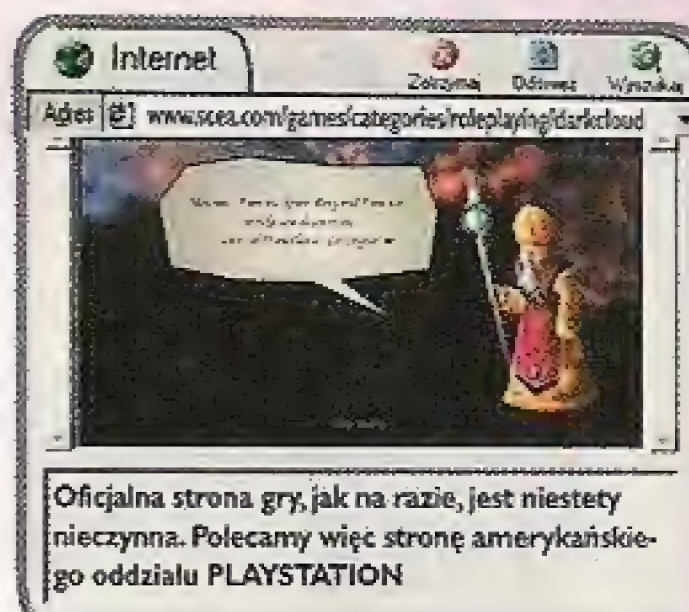 Internet
Zatrzymaj Odśwież Wyszukaj
Adres www.scea.com/games/categories/roleplaying/darkcloud
Oficjalna strona gry, jak na razie, jest niestety
nieczynna. Polecamy więc stronę amerykańskie-
go oddziału PLAYSTATION